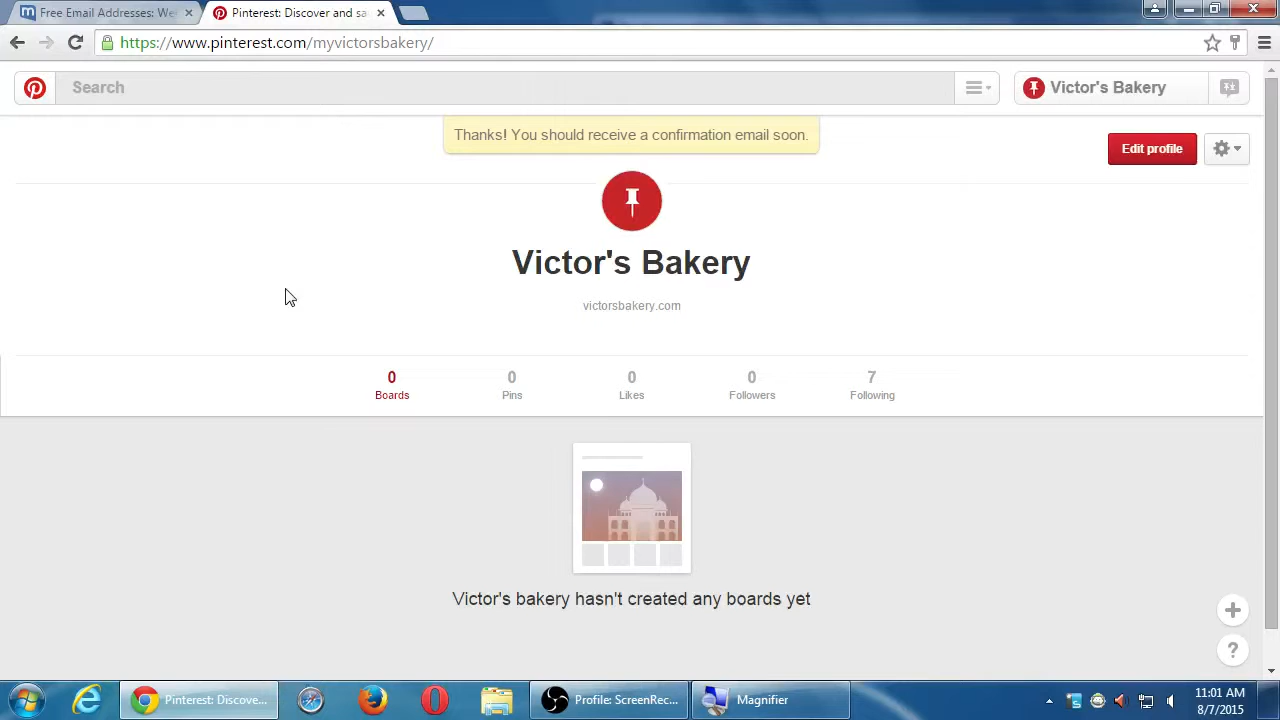 Free Email Addresses: We
Pinterest: Discover and sa
https://www.pinterest.com/myvictorsbakery/
Search
Victor's Bakery
Thanks! You should receive a confirmation email soon.
Edit profile
Victor's Bakery
victorsbakery.com
0 0 0 0 7
Boards Pins Likes Followers Following
Victor's bakery hasn't created any boards yet
Pinterest: Discove...
Profile: ScreenRec...
Magnifier
11:01 AM
8/7/2015